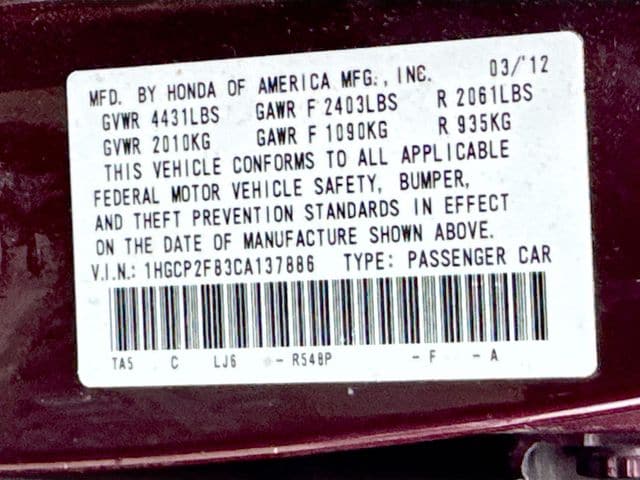 MFD. BY HONDA OF AMERICA MFG., INC. 03/'12
GVWR 4431LBS GAWR F 2403LBS R 2061LBS
GVWR 2010KG GAWR F 1090KG R 935KG
THIS VEHICLE CONFORMS TO ALL APPLICABLE
FEDERAL MOTOR VEHICLE SAFETY, BUMPER,
AND THEFT PREVENTION STANDARDS IN EFFECT
ON THE DATE OF MANUFACTURE SHOWN ABOVE.
V.I.N.: 1HGCP2F83CA137886 TYPE: PASSENGER CAR
TA5 C LJ6 - R548P - F - A